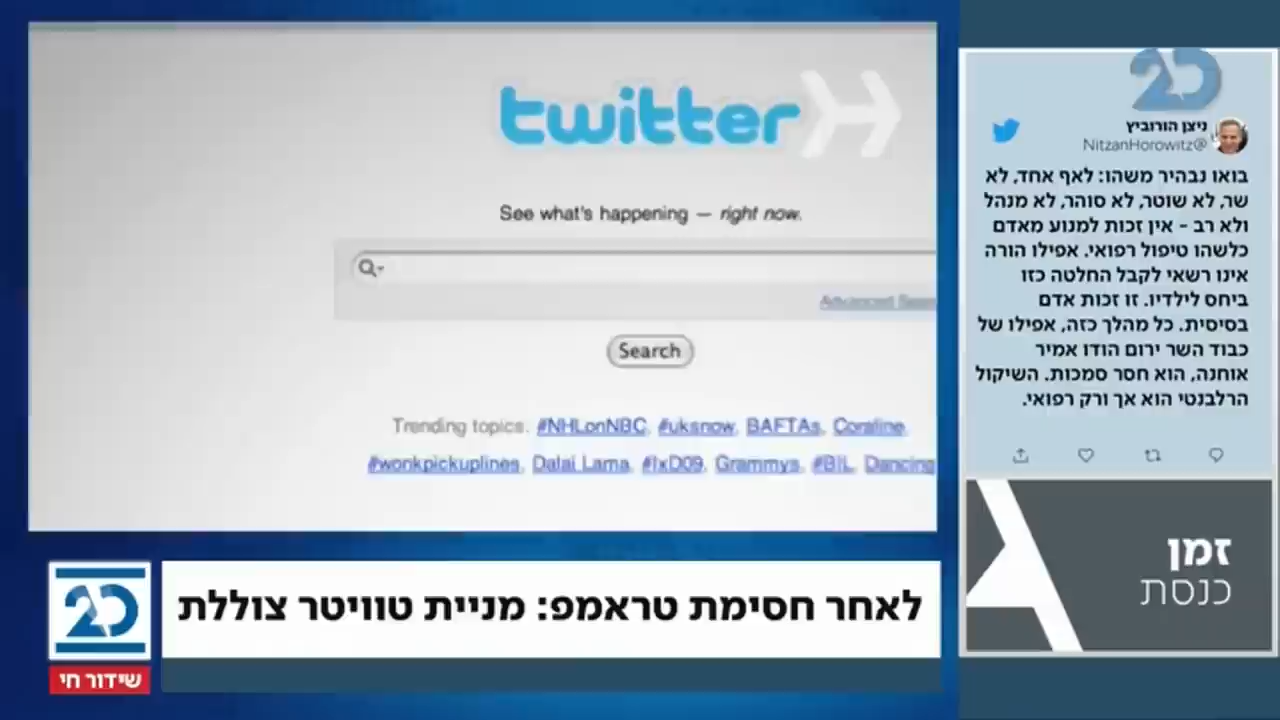 twitter
See what's happening — right now.
Advanced Sear
Search
Trending topics: #NHLonNBC, #uksnow, BAFTAs, Coraline,
#wonkpickuplines, Dalai Lama, #IxD09, Grammys, #BIL, Dancing
20
ניצן הורוביץ
NitzanHorowitz@
בואו נבהיר משהו: לאף אחד, לא
שר, לא שוטר, לא סוהר, לא מנהל
ולא רב - אין זכות למנוע מאדם
כלשהו טיפול רפואי. אפילו הורה
אינו רשאי לקבל החלטה כזו
ביחס לילדיו. זו זכות אדם
בסיסית. כל מהלך כזה, אפילו של
כבוד השר ירום הודו אמיר
אוחנה, הוא חסר סמכות. השיקול
הרלבנטי הוא אך ורק רפואי.
זמן
כנסת
לאחר חסימת טראמפ: מניית טוויטר צוללת
20
שידור חי